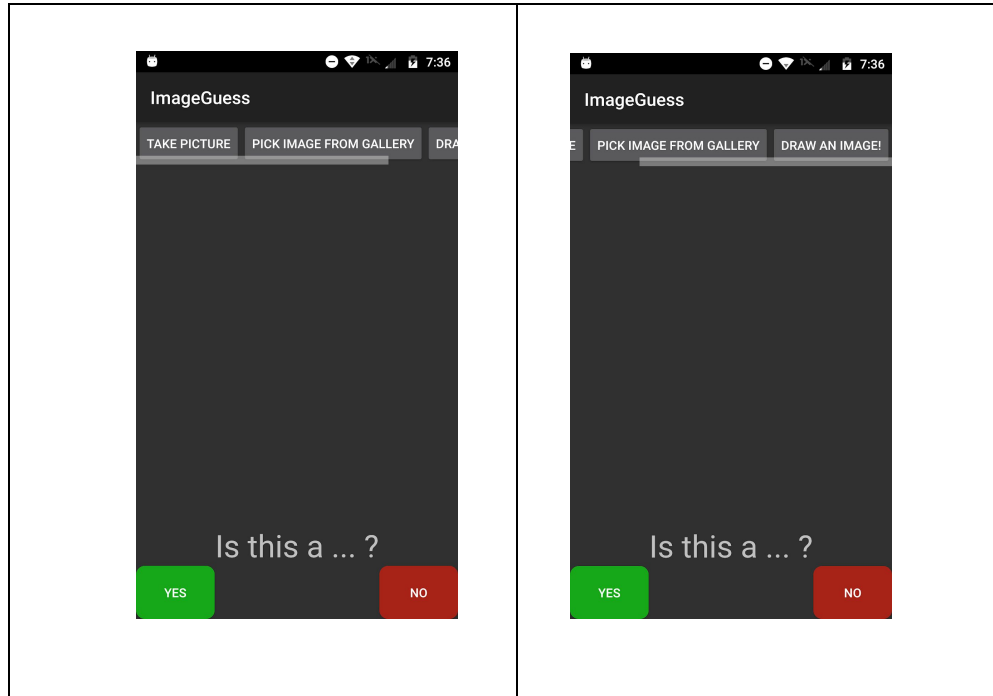 7:36
ImageGuess
TAKE PICTURE PICK IMAGE FROM GALLERY DRA
Is this a ... ?
YES NO
7:36
ImageGuess
E PICK IMAGE FROM GALLERY DRAW AN IMAGE!
Is this a ... ?
YES NO